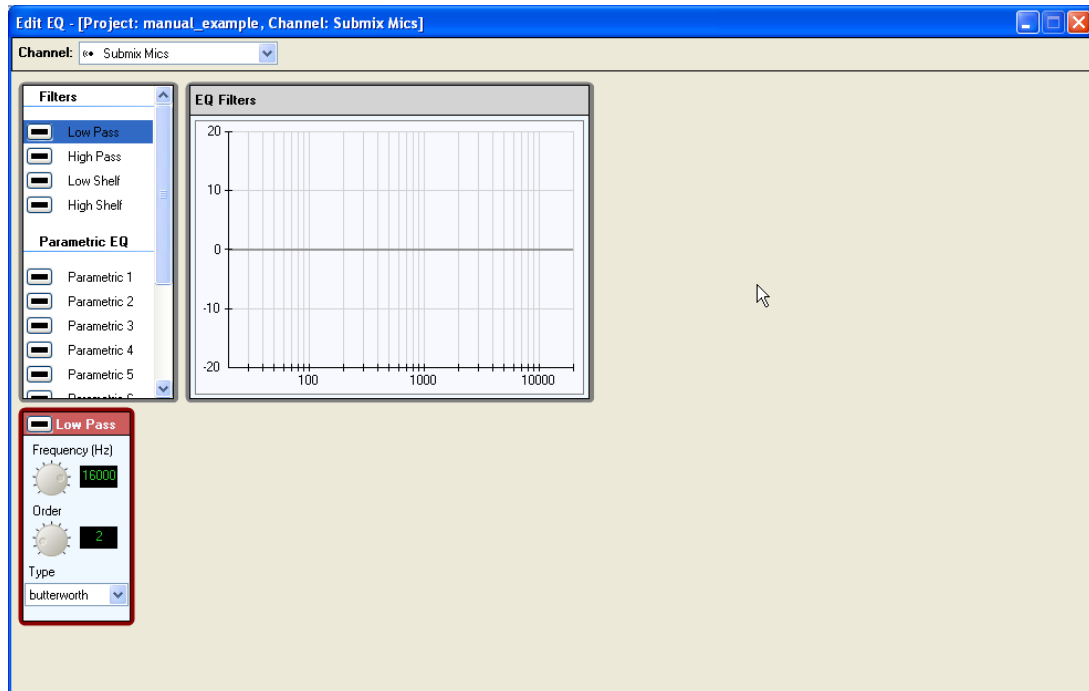 Edit EQ - [Project: manual_example, Channel: Submix Mics]
Channel: Submix Mics
Filters
Low Pass
High Pass
Low Shelf
High Shelf
Parametric EQ
Parametric 1
Parametric 2
Parametric 3
Parametric 4
Parametric 5
Parametric 6
EQ Filters
20
10
0
-10
-20
100 1000 10000
Low Pass
Frequency (Hz)
16000
Order
2
Type
butterworth